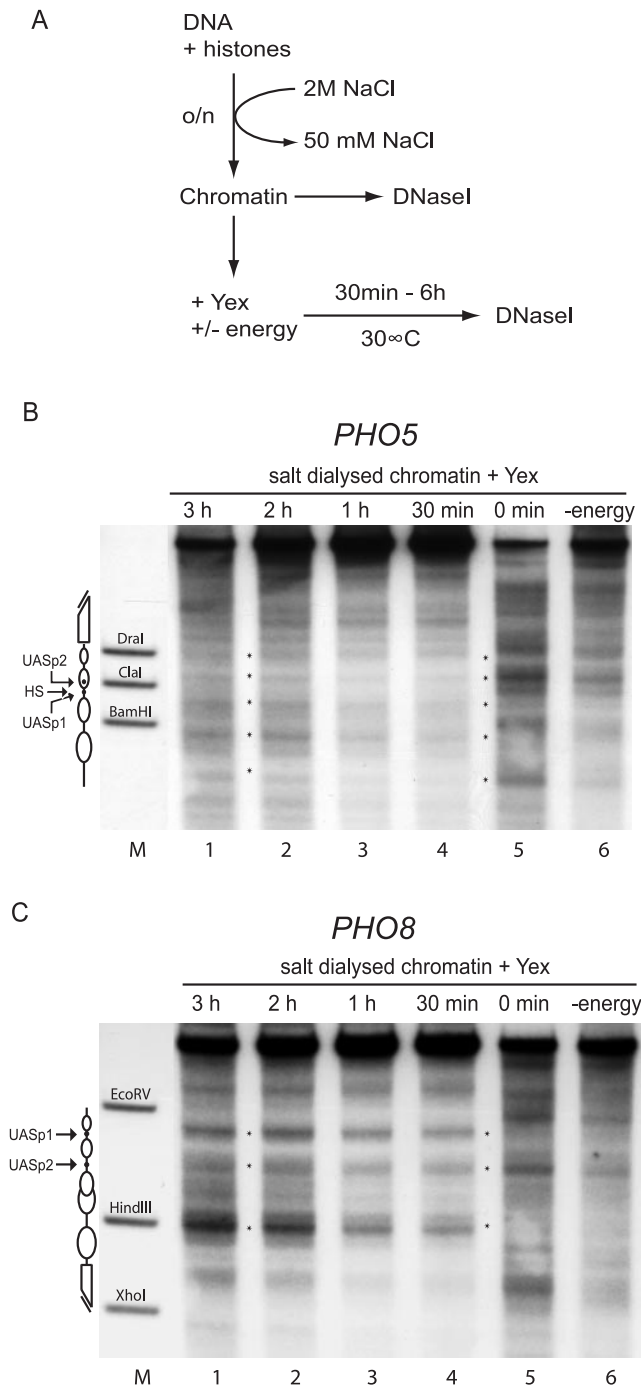 A
DNA
+ histones
2M NaCl
o/n
50 mM NaCl
Chromatin
DNaseI
+ Yex
+/- energy
30min - 6h
30∞C
DNaseI
B
PHO5
salt dialysed chromatin + Yex
3 h 2 h 1 h 30 min 0 min -energy
DraI
UASp2
ClaI
HS
BamHI
UASp1
* * * * *
* * * * *
M 1 2 3 4 5 6
C
PHO8
salt dialysed chromatin + Yex
3 h 2 h 1 h 30 min 0 min -energy
EcoRV
UASp1
UASp2
HindIII
XhoI
* * *
* * *
M 1 2 3 4 5 6